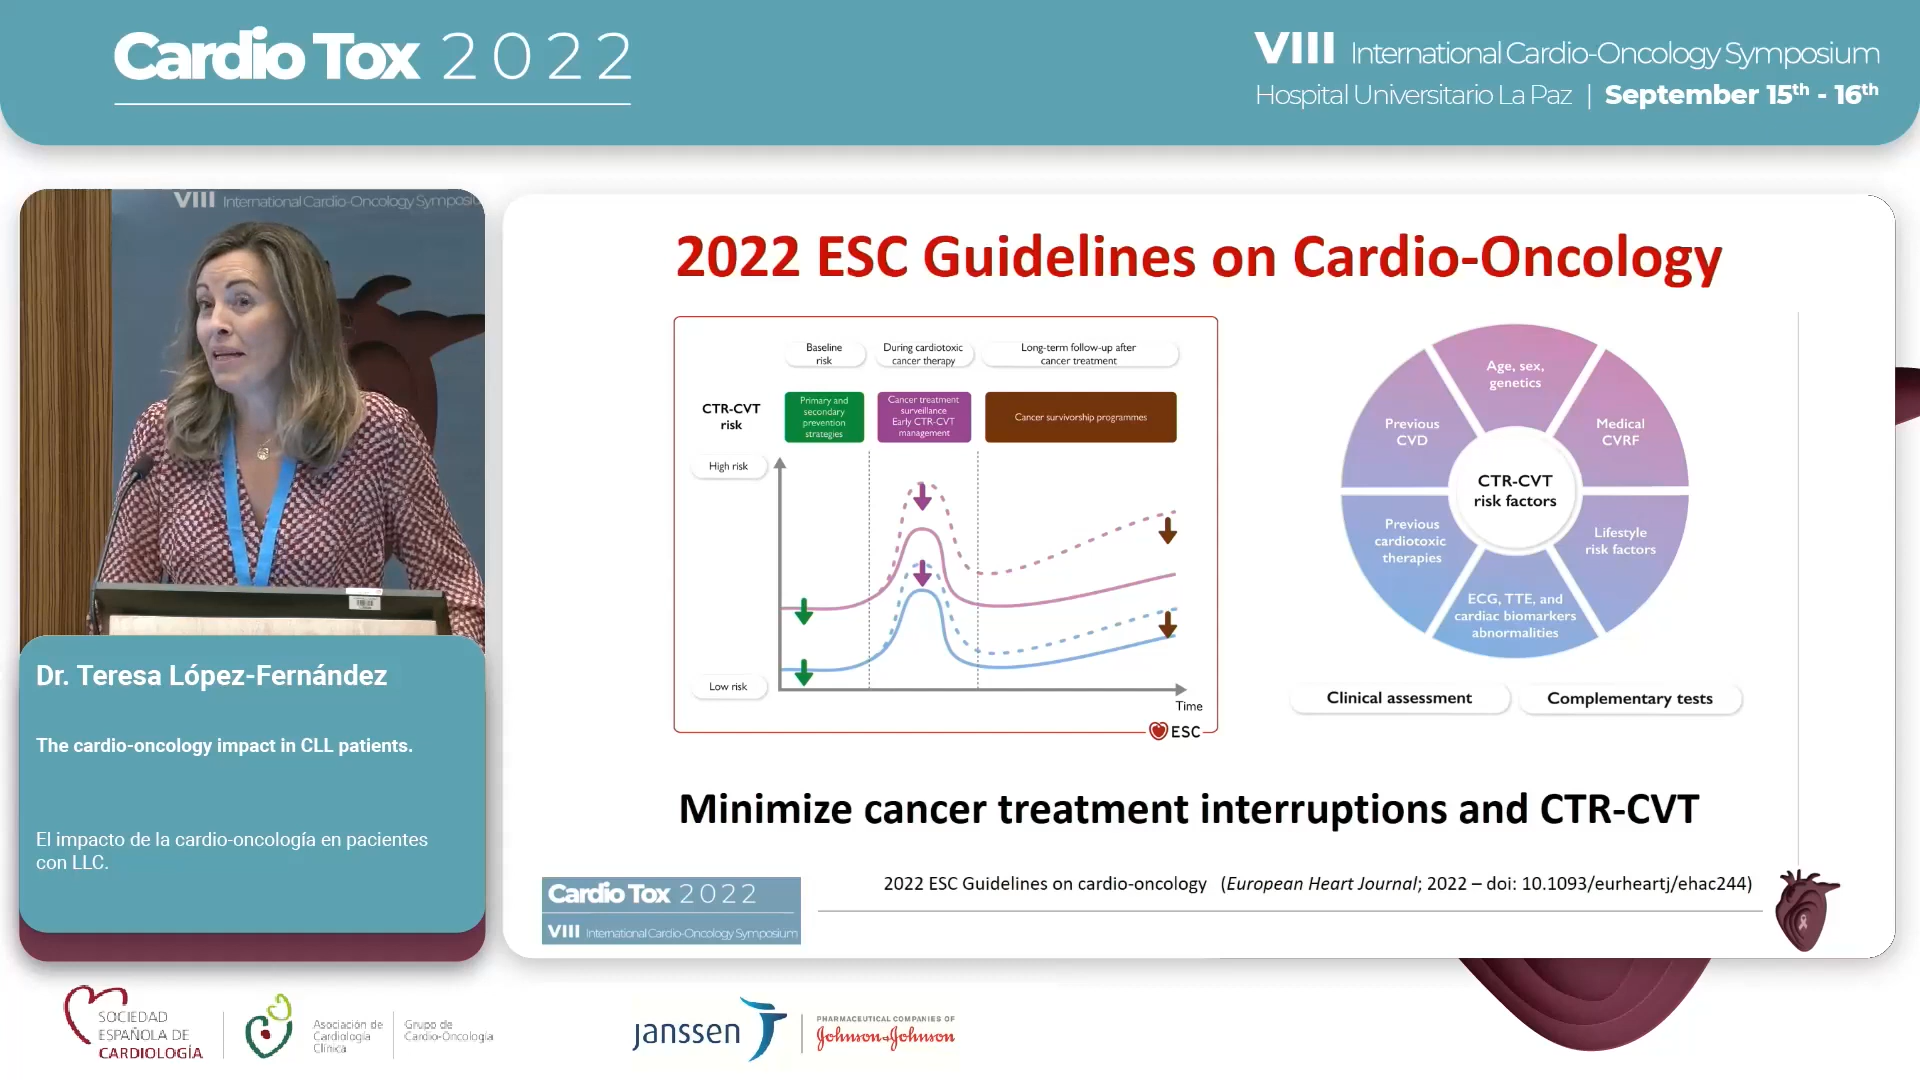 Cardio Tox 2022
VIII International Cardio-Oncology Symposium
Hospital Universitario La Paz | September 15th - 16th
VIII International Cardio-Oncology Symposiu
Dr. Teresa López-Fernández
The cardio-oncology impact in CLL patients.
El impacto de la cardio-oncología en pacientes
con LLC.
2022 ESC Guidelines on Cardio-Oncology
Baseline
risk
During cardiotoxic
cancer therapy
Long-term follow-up after
cancer treatment
CTR-CVT
risk
Primary and
secondary
prevention
strategies
Cancer treatment
surveillance
Early CTR-CVT
management
Cancer survivorship programmes
High risk
Low risk
Time
ESC
Age, sex,
genetics
Medical
CVRF
Lifestyle
risk factors
ECG, TTE, and
cardiac biomarkers
abnormalities
Previous
cardiotoxic
therapies
Previous
CVD
CTR-CVT
risk factors
Clinical assessment
Complementary tests
Minimize cancer treatment interruptions and CTR-CVT
2022 ESC Guidelines on cardio-oncology (European Heart Journal; 2022 – doi: 10.1093/eurheartj/ehac244)
Cardio Tox 2022
VIII International Cardio-Oncology Symposium
SOCIEDAD
ESPAÑOLA DE
CARDIOLOGÍA
Asociación de
Cardiología
Clínica
Grupo de
Cardio-Oncología
janssen
PHARMACEUTICAL COMPANIES OF
Johnson & Johnson